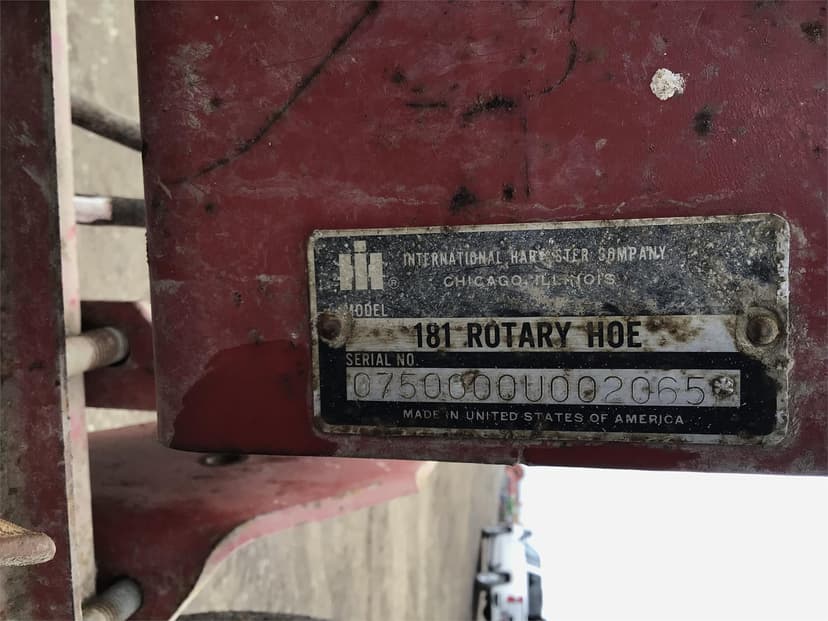 IH®
INTERNATIONAL HARVESTER COMPANY
CHICAGO, ILLINOIS
MODEL
181 ROTARY HOE
SERIAL NO.
0750000U002065
MADE IN UNITED STATES OF AMERICA